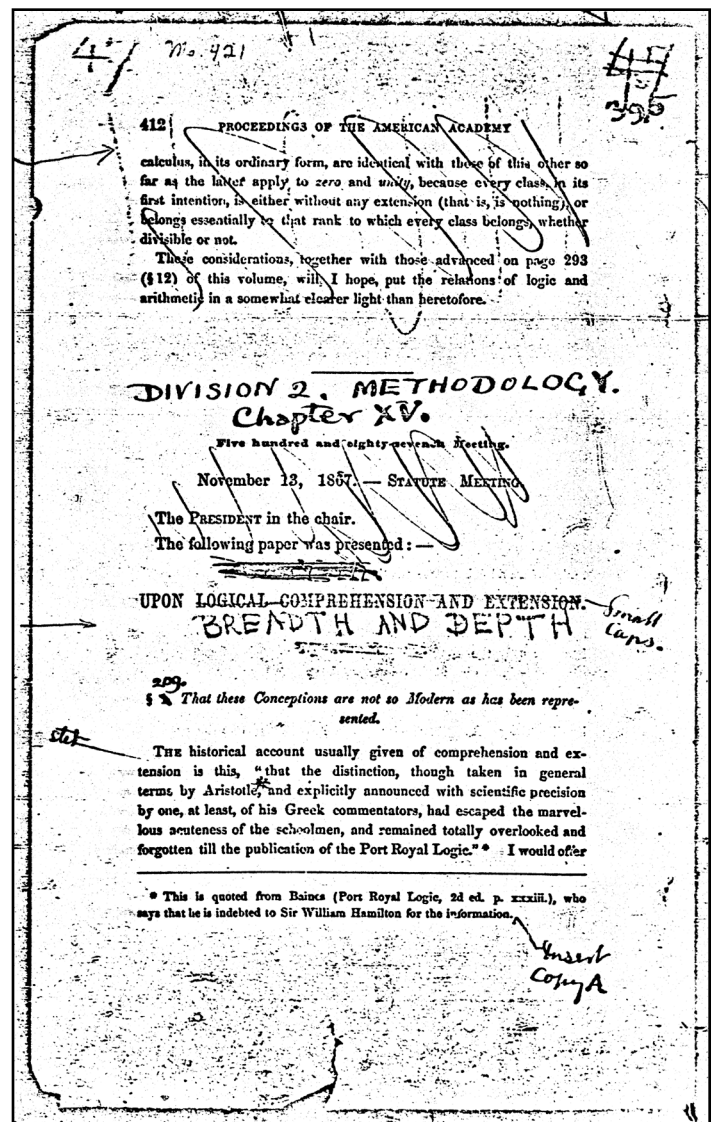 Mo. 421
412 PROCEEDINGS OF THE AMERICAN ACADEMY
calculus, in its ordinary form, are identical with those of this other so
far as the latter apply to zero and unity, because every class, in its
first intention, is either without any extension (that is, is nothing), or
belongs essentially to that rank to which every class belongs, whether
divisible or not.
These considerations, together with those advanced on page 293
(§ 12) of this volume, will, I hope, put the relations of logic and
arithmetic in a somewhat clearer light than heretofore.
DIVISION 2. METHODOLOGY.
Chapter XV.
Five hundred and eighty-seventh Meeting.
November 13, 1867. — STATUTE MEETING.
The PRESIDENT in the chair.
The following paper was presented : —
UPON LOGICAL COMPREHENSION AND EXTENSION.
Small
Caps.
BREADTH AND DEPTH
209.
§ That these Conceptions are not so Modern as has been repre-
sented.
stet
THE historical account usually given of comprehension and ex-
tension is this, "that the distinction, though taken in general
terms by Aristotle,* and explicitly announced with scientific precision
by one, at least, of his Greek commentators, had escaped the marvel-
lous acuteness of the schoolmen, and remained totally overlooked and
forgotten till the publication of the Port Royal Logic." * I would offer
* This is quoted from Baines (Port Royal Logic, 2d ed. p. xxxiii.), who
says that he is indebted to Sir William Hamilton for the information.
Insert
Copy A